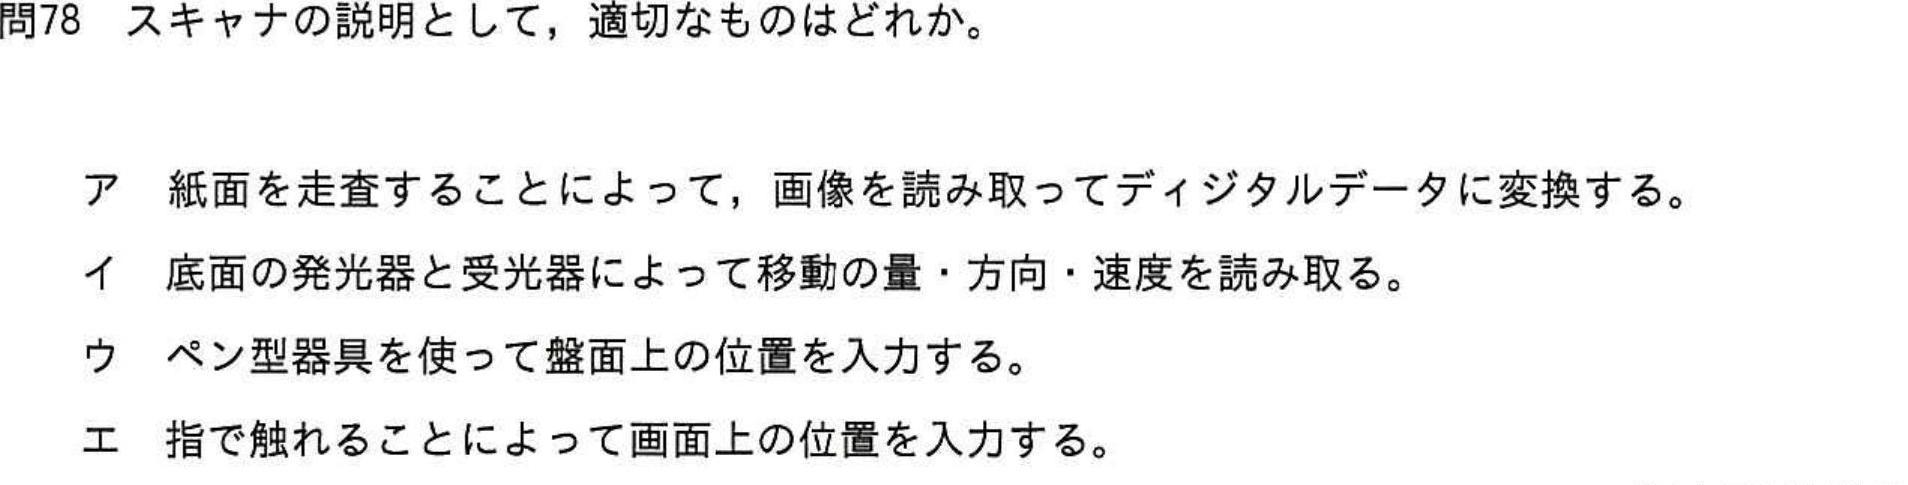 問78 スキャナの説明として，適切なものはどれか。
ア 紙面を走査することによって，画像を読み取ってディジタルデータに変換する。
イ 底面の発光器と受光器によって移動の量・方向・速度を読み取る。
ウ ペン型器具を使って盤面上の位置を入力する。
エ 指で触れることによって画面上の位置を入力する。